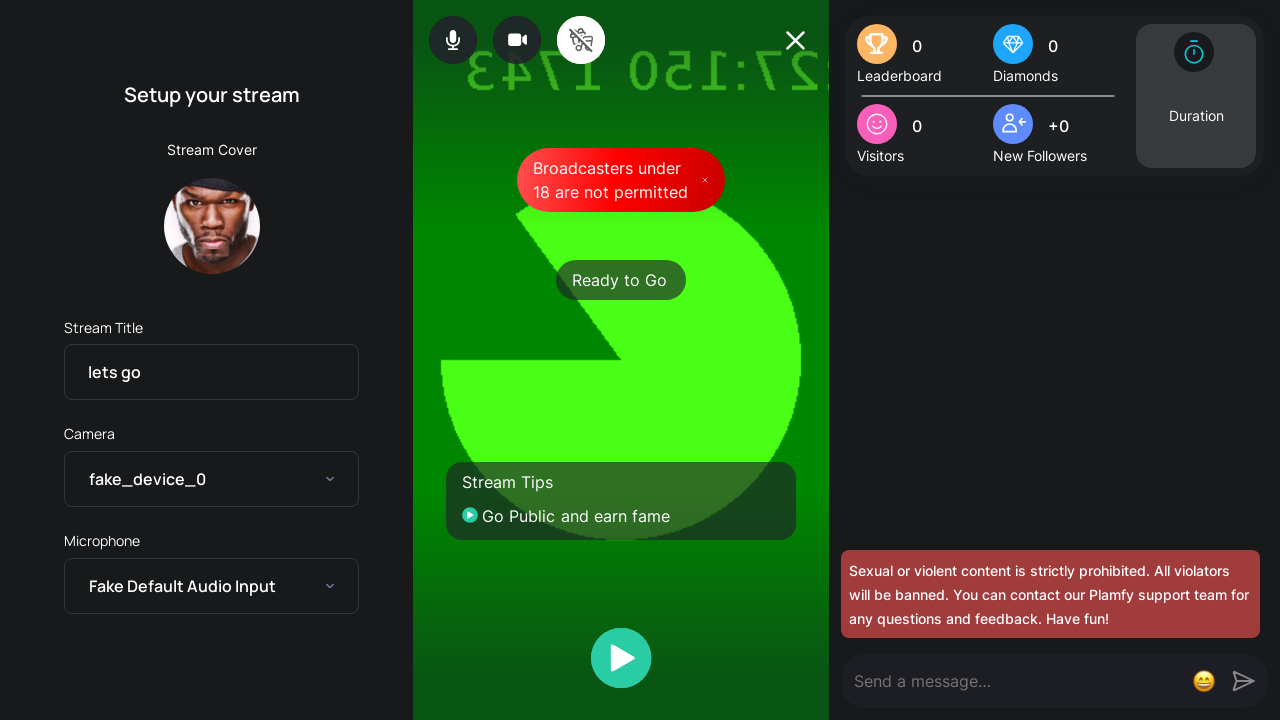 Setup your stream
Stream Cover
Stream Title
lets go
Camera
fake_device_0
Microphone
Fake Default Audio Input
Broadcasters under
18 are not permitted
Ready to Go
Stream Tips
Go Public and earn fame
0
Leaderboard
0
Diamonds
0
Visitors
+0
New Followers
Duration
Sexual or violent content is strictly prohibited. All violators
will be banned. You can contact our Plamfy support team for
any questions and feedback. Have fun!
Send a message...